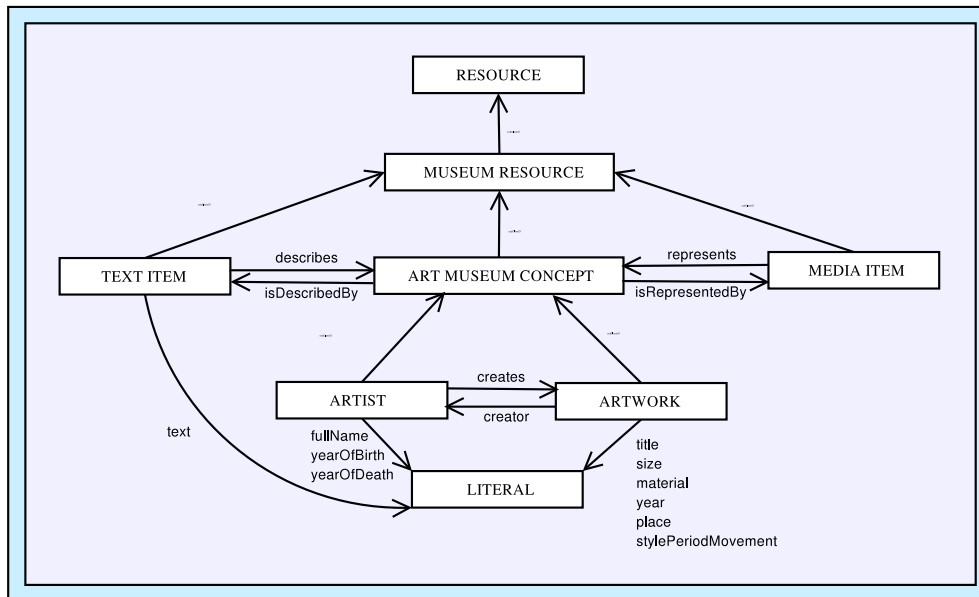 RESOURCE
MUSEUM RESOURCE
describes
represents
TEXT ITEM
ART MUSEUM CONCEPT
MEDIA ITEM
isDescribedBy
isRepresentedBy
creates
ARTIST
ARTWORK
creator
text
fullName
yearOfBirth
yearOfDeath
title
size
material
year
place
stylePeriodMovement
LITERAL